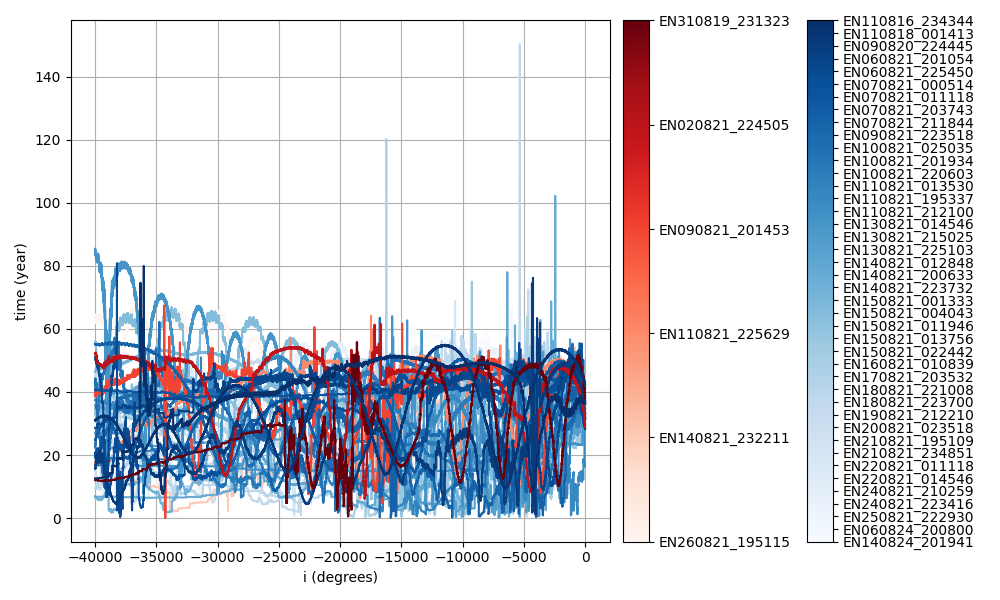 140
120
100
80
60
40
20
0
time (year)
−40000
−35000
−30000
−25000
−20000
−15000
−10000
−5000
0
i (degrees)
EN310819_231323
EN020821_224505
EN090821_201453
EN110821_225629
EN140821_232211
EN260821_195115
EN110816_234344
EN110818_001413
EN090820_224445
EN060821_201054
EN060821_225450
EN070821_000514
EN070821_011118
EN070821_203743
EN070821_211844
EN090821_223518
EN100821_025035
EN100821_201934
EN100821_220603
EN110821_013530
EN110821_195337
EN110821_212100
EN130821_014546
EN130821_215025
EN130821_225103
EN140821_012848
EN140821_200633
EN140821_223732
EN150821_001333
EN150821_004043
EN150821_011946
EN150821_013756
EN150821_022442
EN160821_010839
EN170821_203532
EN180821_021008
EN180821_223700
EN190821_212210
EN200821_023518
EN210821_195109
EN210821_234851
EN220821_011118
EN220821_014546
EN240821_210259
EN240821_223416
EN250821_222930
EN060824_200800
EN140824_201941